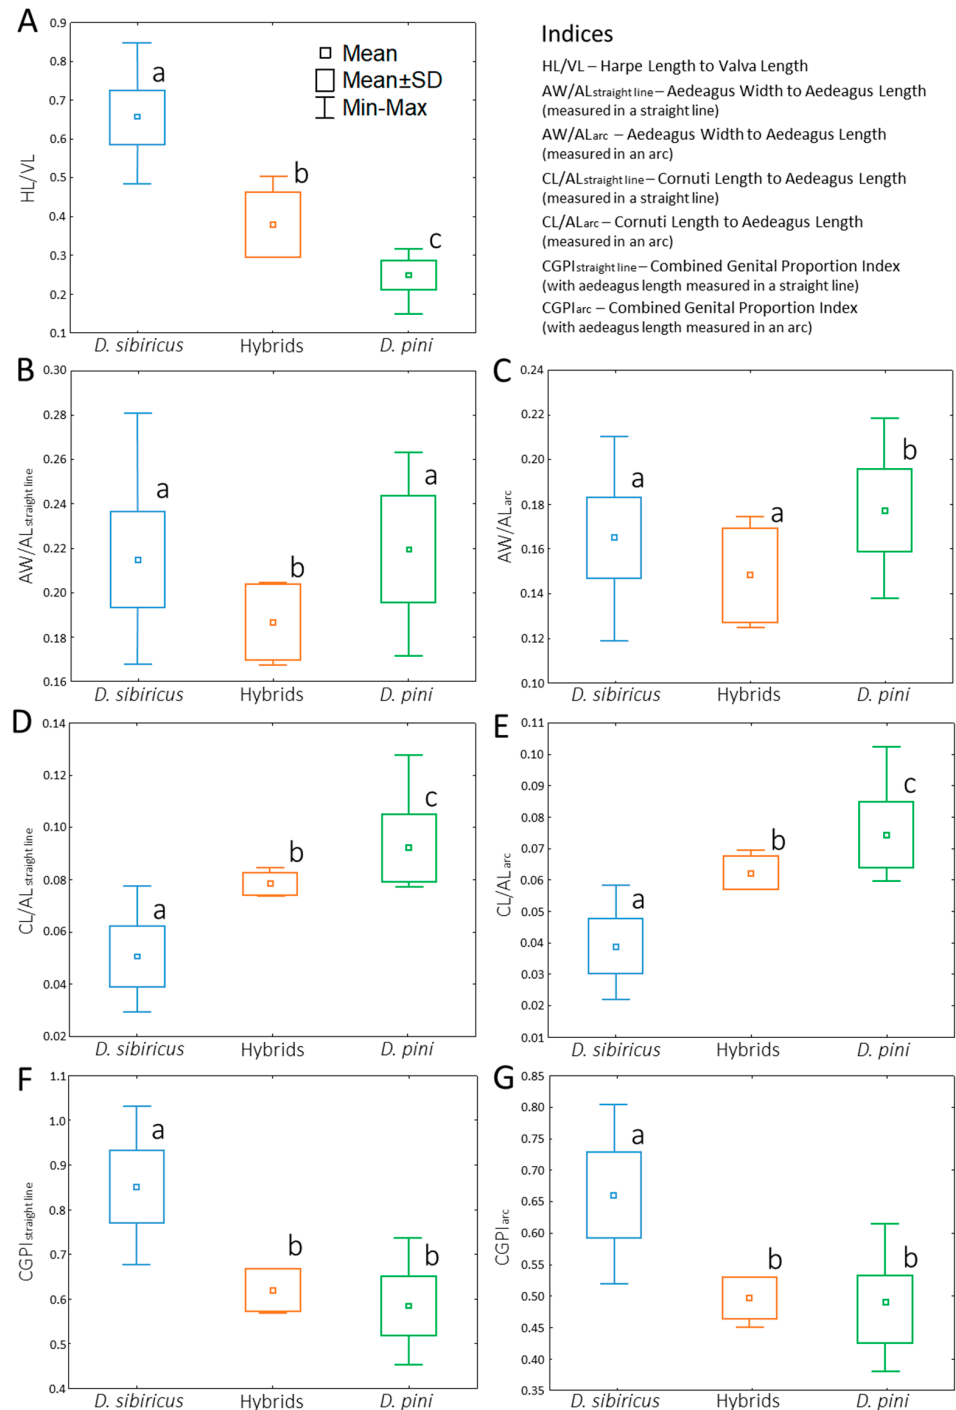 A
0.9
0.8
0.7
0.6
0.5
0.4
0.3
0.2
0.1
HL/VL
a
b
c
Mean
Mean±SD
Min-Max
D. sibiricus Hybrids D. pini
Indices
HL/VL – Harpe Length to Valva Length
AW/ALstraight line – Aedeagus Width to Aedeagus Length
(measured in a straight line)
AW/ALarc – Aedeagus Width to Aedeagus Length
(measured in an arc)
CL/ALstraight line – Cornuti Length to Aedeagus Length
(measured in a straight line)
CL/ALarc – Cornuti Length to Aedeagus Length
(measured in an arc)
CGPIstraight line – Combined Genital Proportion Index
(with aedeagus length measured in a straight line)
CGPIarc – Combined Genital Proportion Index
(with aedeagus length measured in an arc)
B
0.30
0.28
0.26
0.24
0.22
0.20
0.18
0.16
AW/ALstraight line
a
b
a
D. sibiricus Hybrids D. pini
C
0.24
0.22
0.20
0.18
0.16
0.14
0.12
0.10
AW/ALarc
a
a
b
D. sibiricus Hybrids D. pini
D
0.14
0.12
0.10
0.08
0.06
0.04
0.02
CL/ALstraight line
a
b
c
D. sibiricus Hybrids D. pini
E
0.11
0.10
0.09
0.08
0.07
0.06
0.05
0.04
0.03
0.02
0.01
CL/ALarc
a
b
c
D. sibiricus Hybrids D. pini
F
1.1
1.0
0.9
0.8
0.7
0.6
0.5
0.4
CGPIstraight line
a
b
b
D. sibiricus Hybrids D. pini
G
0.85
0.80
0.75
0.70
0.65
0.60
0.55
0.50
0.45
0.40
0.35
CGPIarc
a
b
b
D. sibiricus Hybrids D. pini